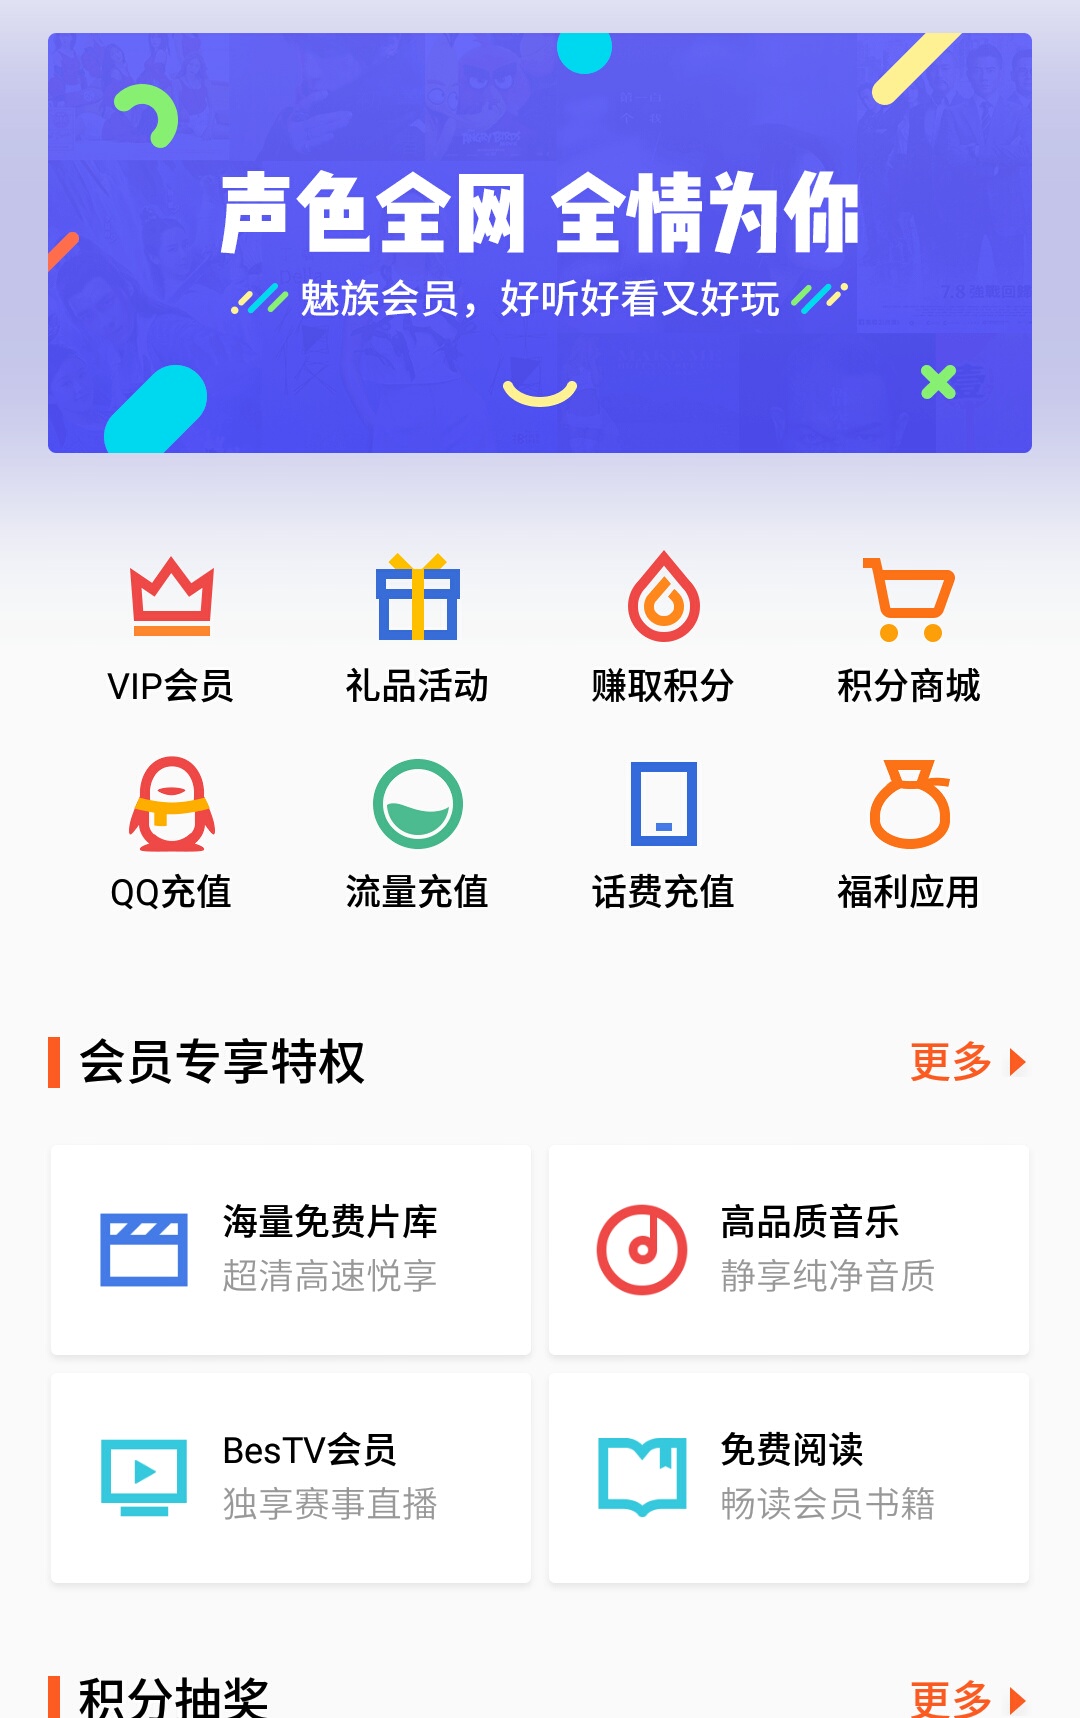 声色全网 全情为你
魅族会员，好听好看又好玩
VIP会员 礼品活动 赚取积分 积分商城
QQ充值 流量充值 话费充值 福利应用
会员专享特权 更多
海量免费片库 高品质音乐
超清高速悦享 静享纯净音质
BesTV会员 免费阅读
独享赛事直播 畅读会员书籍
积分抽奖 更多